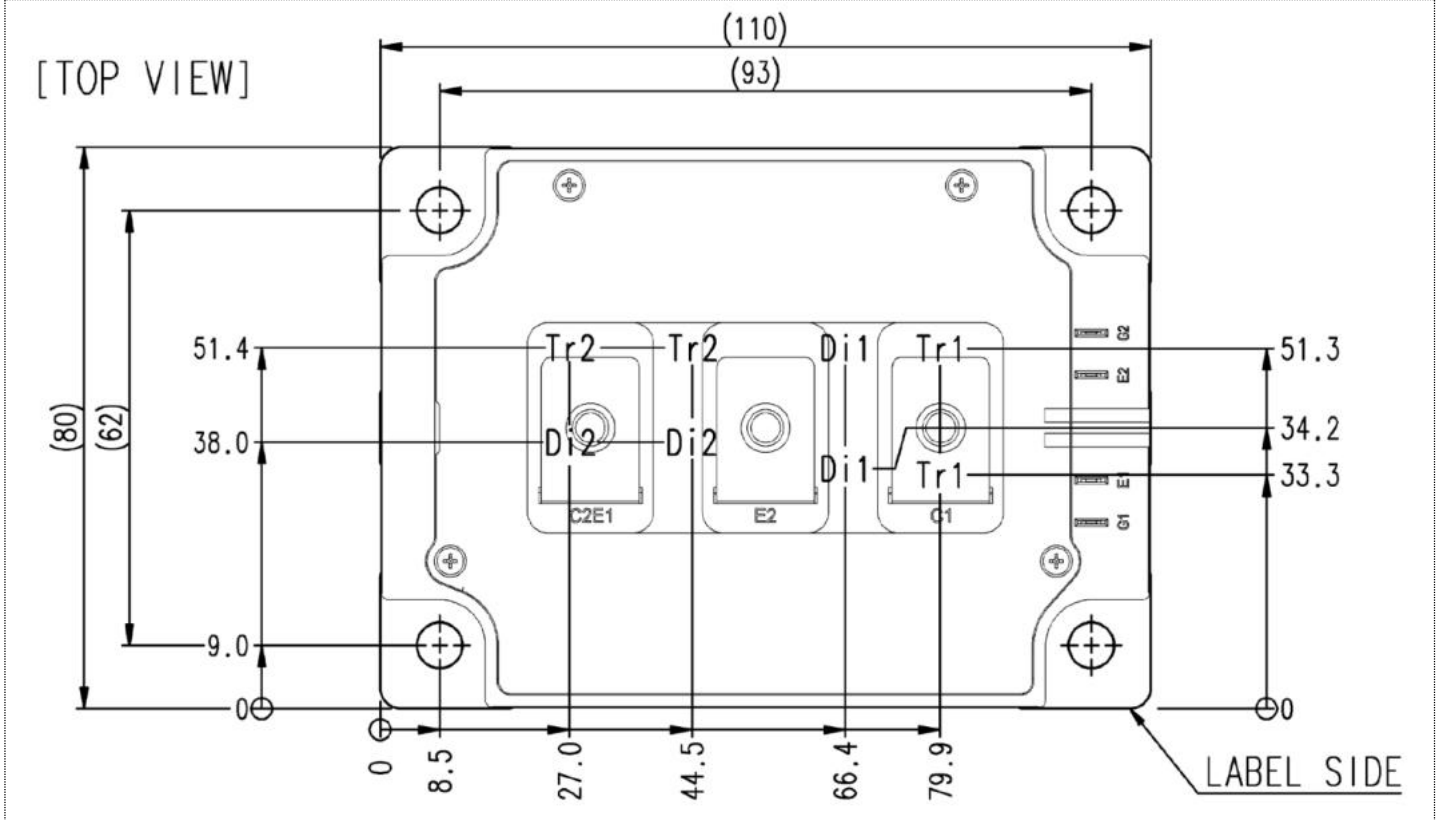 (110)
[TOP VIEW]
(93)
Tr2 Tr2 Di1 Tr1
51.4
51.3
G2
E2
(80)
(62)
38.0
Di2 Di2
34.2
Di1
Tr1
33.3
E1
C2E1 E2 C1
G1
9.0
0
0
0
8.5
27.0
44.5
66.4
79.9
LABEL SIDE